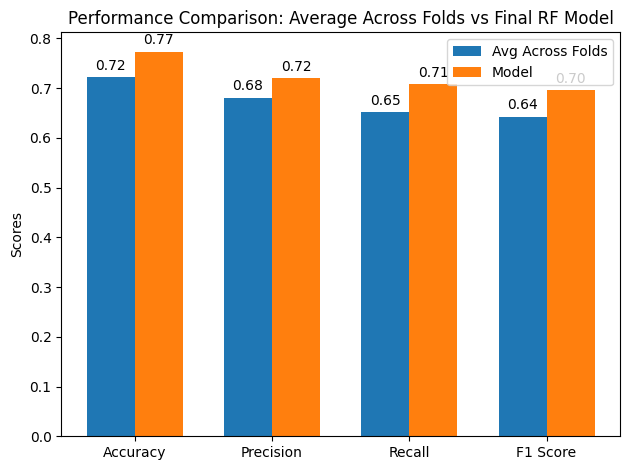 Performance Comparison: Average Across Folds vs Final RF Model
Avg Across Folds
Model
0.72
0.77
0.68
0.72
0.65
0.71
0.64
0.70
Scores
0.8
0.7
0.6
0.5
0.4
0.3
0.2
0.1
0.0
Accuracy
Precision
Recall
F1 Score